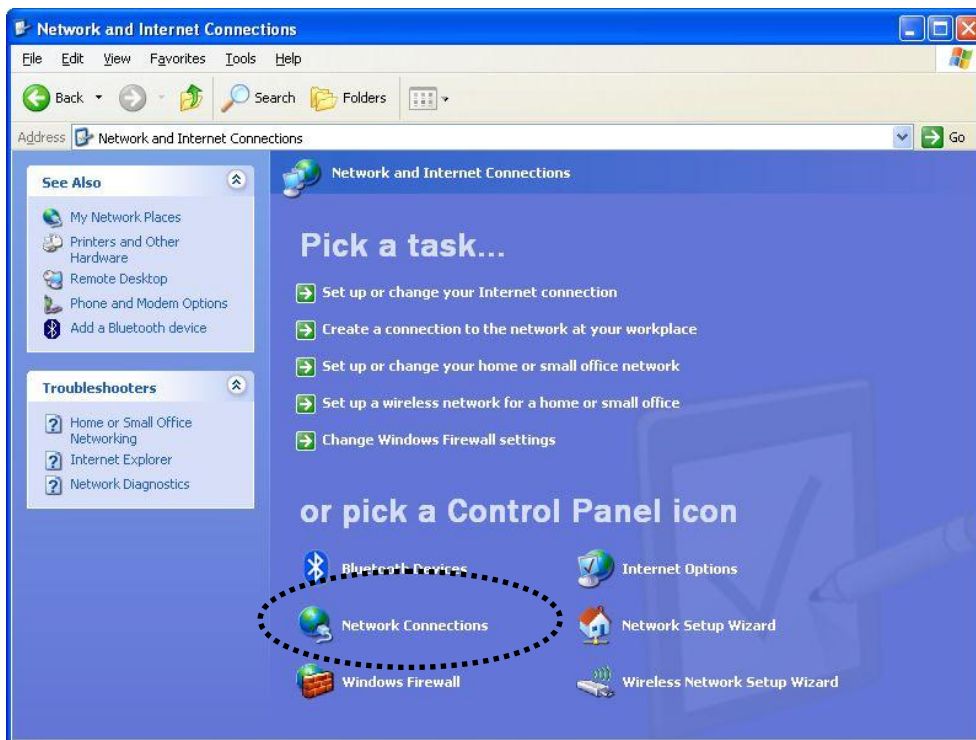 Network and Internet Connections
File Edit View Favorites Tools Help
Back Search Folders
Address Network and Internet Connections Go
See Also
My Network Places
Printers and Other
Hardware
Remote Desktop
Phone and Modem Options
Add a Bluetooth device
Troubleshooters
Home or Small Office
Networking
Internet Explorer
Network Diagnostics
Network and Internet Connections
Pick a task...
Set up or change your Internet connection
Create a connection to the network at your workplace
Set up or change your home or small office network
Set up a wireless network for a home or small office
Change Windows Firewall settings
or pick a Control Panel icon
Bluetooth Devices
Internet Options
Network Connections
Network Setup Wizard
Windows Firewall
Wireless Network Setup Wizard